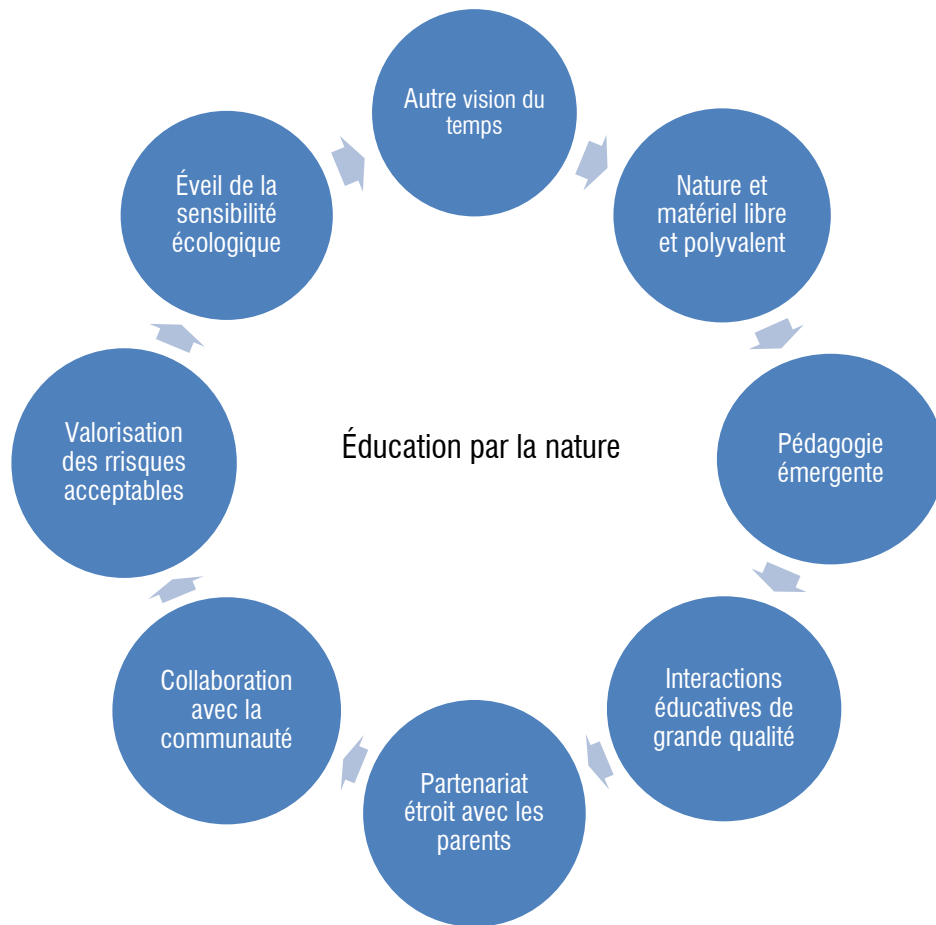 Autre vision du
temps
Nature et
matériel libre
et polyvalent
Pédagogie
émergente
Interactions
éducatives de
grande qualité
Partenariat
étroit avec les
parents
Collaboration
avec la
communauté
Valorisation
des rrisques
acceptables
Éveil de la
sensibilité
écologique
Éducation par la nature